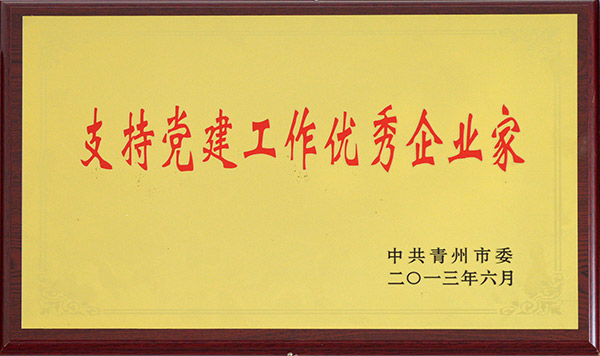 支持党建工作优秀企业家
中共青州市委
二〇一三年六月